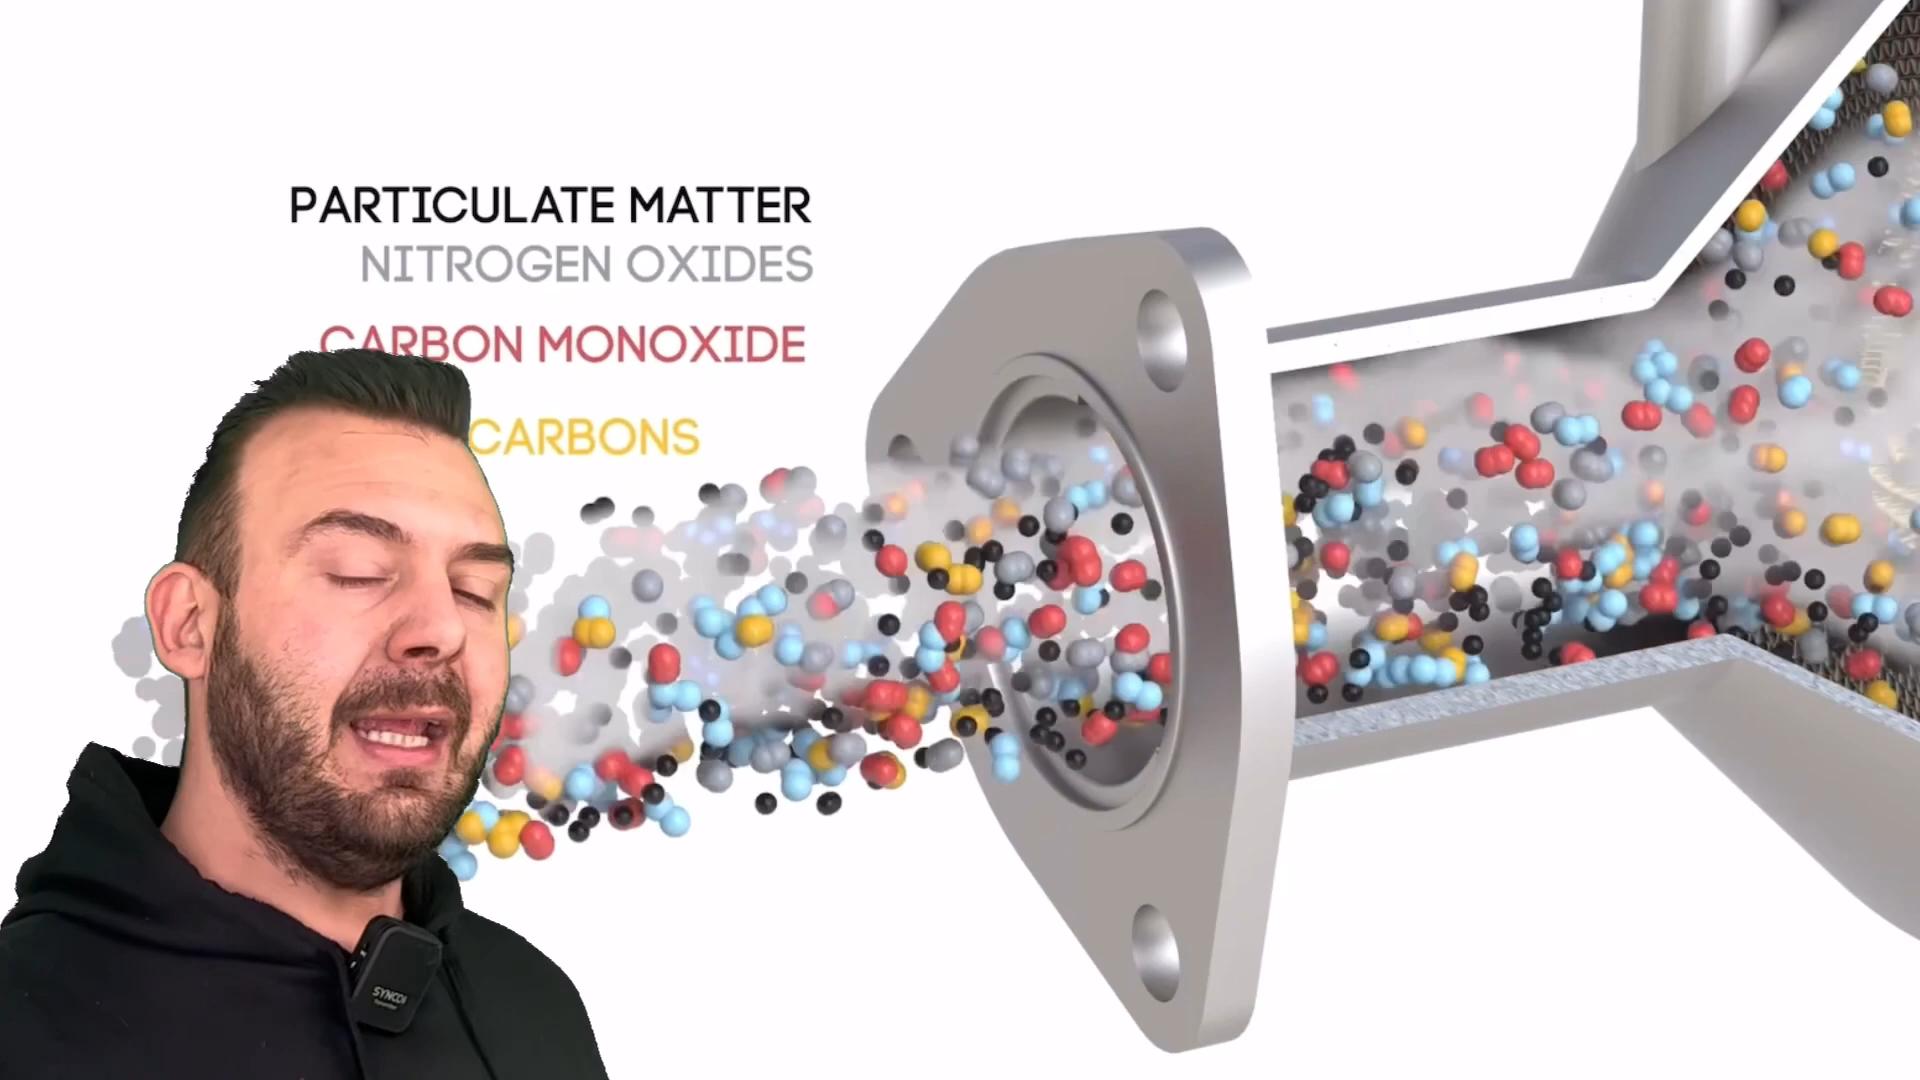 PARTICULATE MATTER
NITROGEN OXIDES
CARBON MONOXIDE
CARBONS
SYNCO